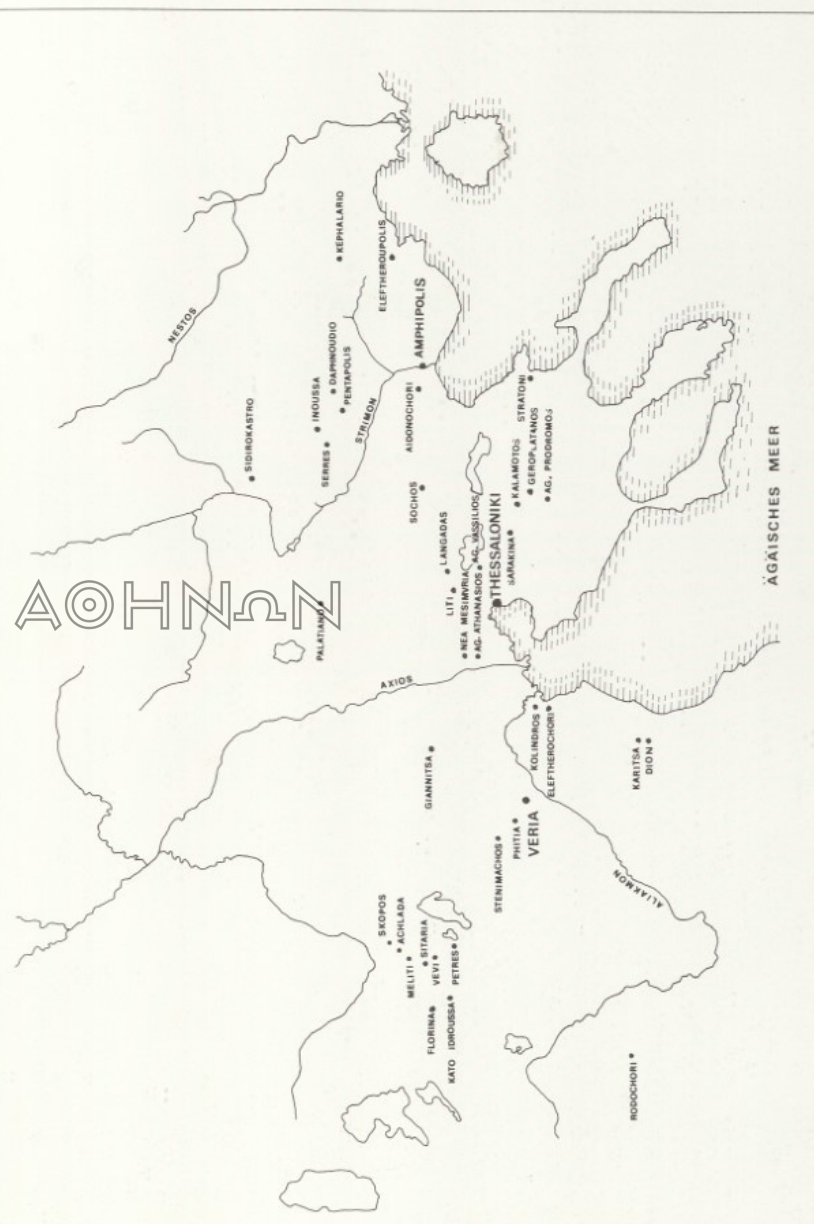 NESTOS
KEPHALARIO
ELEFTHEROUPOLIS
SIDIROKASTRO
INOUSSA
DAPHNOUDIO
PENTAPOLIS
SERRES
STRIMON
AMPHIPOLIS
AIDONOCHORI
SOCHOS
STRATONI
KALAMOTOS
GEROPLATANOS
AG. PRODROMOS
LANGADAS
LITI
AG. VASSILIOS
NEA MESIMVRIA
AG. ATHANASIOS
THESSALONIKI
SARAKINA
ΑΘΗΝΩΝ
PALATIANO
AXIOS
GIANNITSA
KOLINDROS
ELEFTHEROCHORI
KARITSA
DION
ÄGÄISCHES MEER
STENIMACHOS
PHITIA
VERIA
ALIAKMON
SKOPOS
ACHLADA
MELITI
SITARIA
VEVI
PETRES
FLORINA
KATO IDROUSSA
RODOCHORI